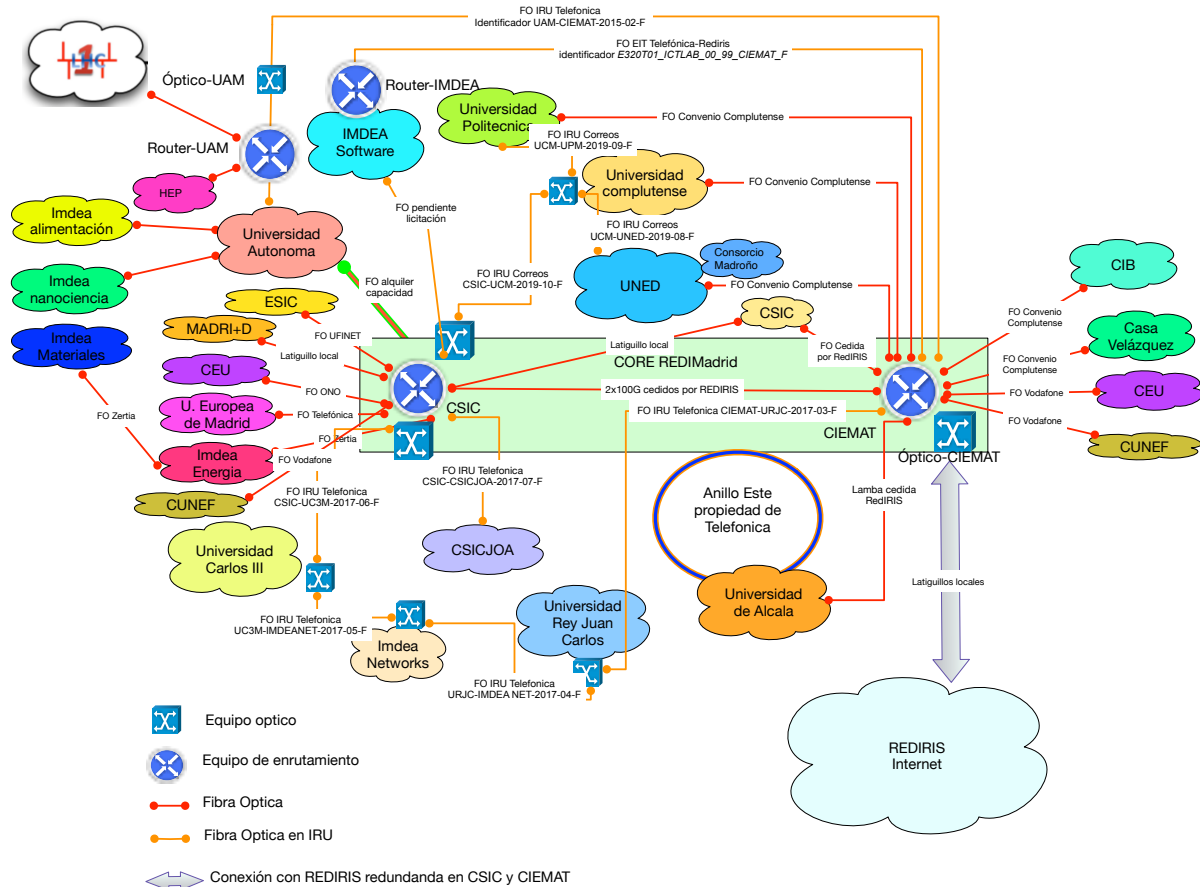 FO IRU Telefonica
Identificador UAM-CIEMAT-2015-02-F
FO EIT Telefónica-Rediris
identificador E320T01_ICTLAB_00_99_CIEMAT_F
LHC
1
Óptico-UAM
Router-IMDEA
Router-UAM
IMDEA
Software
Universidad
Politecnica
FO Convenio Complutense
FO IRU Correos
UCM-UPM-2019-09-F
HEP
Universidad
complutense
FO Convenio Complutense
Imdea
alimentación
Universidad
Autonoma
FO pendiente
licitación
FO IRU Correos
UCM-UNED-2019-08-F
Consorcio
Madroño
CIB
Imdea
nanociencia
FO alquiler
capacidad
FO IRU Correos
CSIC-UCM-2019-10-F
UNED
FO Convenio Complutense
ESIC
CSIC
FO Convenio
Complutense
MADRI+D
FO UFINET
Casa
Velázquez
Imdea
Materiales
Latiguillo local
Latiguillo local
CORE REDIMadrid
FO Cedida
por RedIRIS
FO Convenio
Complutense
CEU
FO ONO
2x100G cedidos por REDIRIS
FO Vodafone
CEU
U. Europea
de Madrid
FO Telefónica
CSIC
FO IRU Telefonica CIEMAT-URJC-2017-03-F
CIEMAT
FO Vodafone
FO Zertia
FO Zertia
CUNEF
Imdea
Energia
FO Vodafone
Óptico-CIEMAT
FO IRU Telefonica
CSIC-CSICJOA-2017-07-F
Lamba cedida
RedIRIS
CUNEF
FO IRU Telefonica
CSIC-UC3M-2017-06-F
Anillo Este
propiedad de
Telefonica
Universidad
Carlos III
CSICJOA
Latiguillos locales
Universidad
de Alcala
FO IRU Telefonica
UC3M-IMDEANET-2017-05-F
Universidad
Rey Juan
Carlos
Imdea
Networks
FO IRU Telefonica
URJC-IMDEA NET-2017-04-F
Equipo optico
REDIRIS
Internet
Equipo de enrutamiento
Fibra Optica
Fibra Optica en IRU
Conexión con REDIRIS redundanda en CSIC y CIEMAT